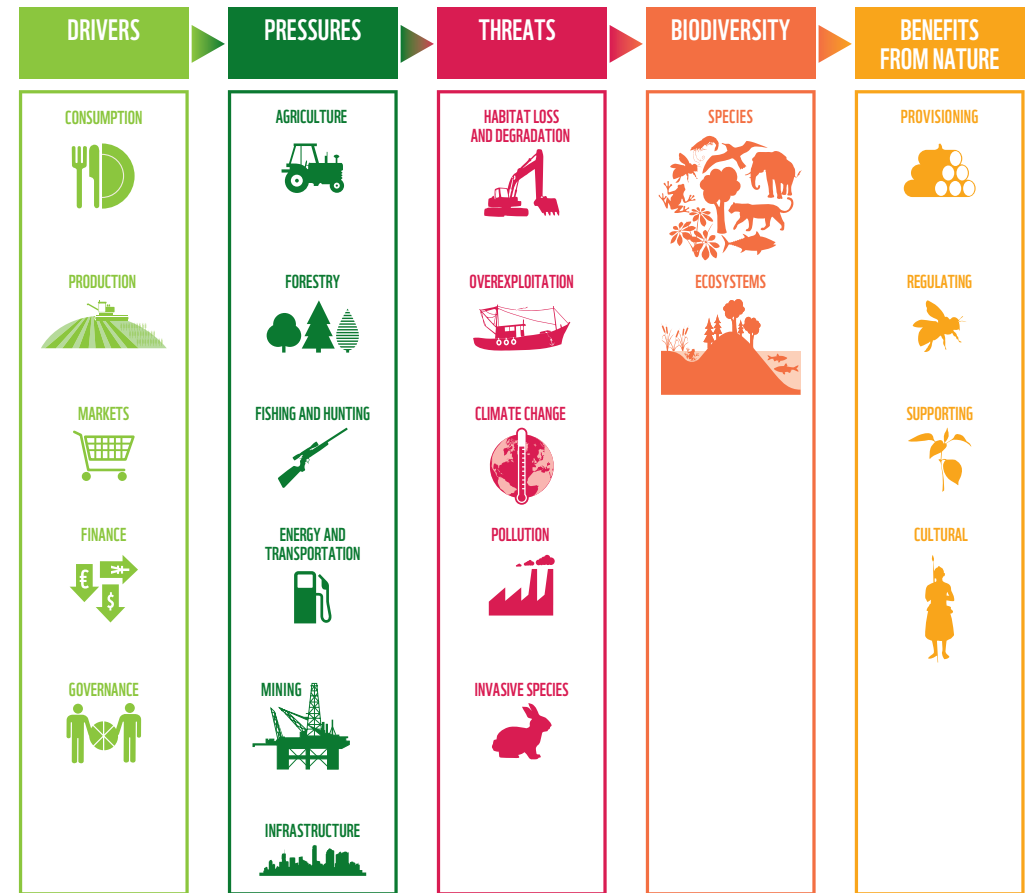 DRIVERS
PRESSURES
THREATS
BIODIVERSITY
BENEFITS
FROM NATURE
CONSUMPTION
PRODUCTION
MARKETS
FINANCE
€
$
GOVERNANCE
AGRICULTURE
FORESTRY
FISHING AND HUNTING
ENERGY AND
TRANSPORTATION
MINING
INFRASTRUCTURE
HABITAT LOSS
AND DEGRADATION
OVEREXPLOITATION
CLIMATE CHANGE
POLLUTION
INVASIVE SPECIES
SPECIES
ECOSYSTEMS
PROVISIONING
REGULATING
SUPPORTING
CULTURAL